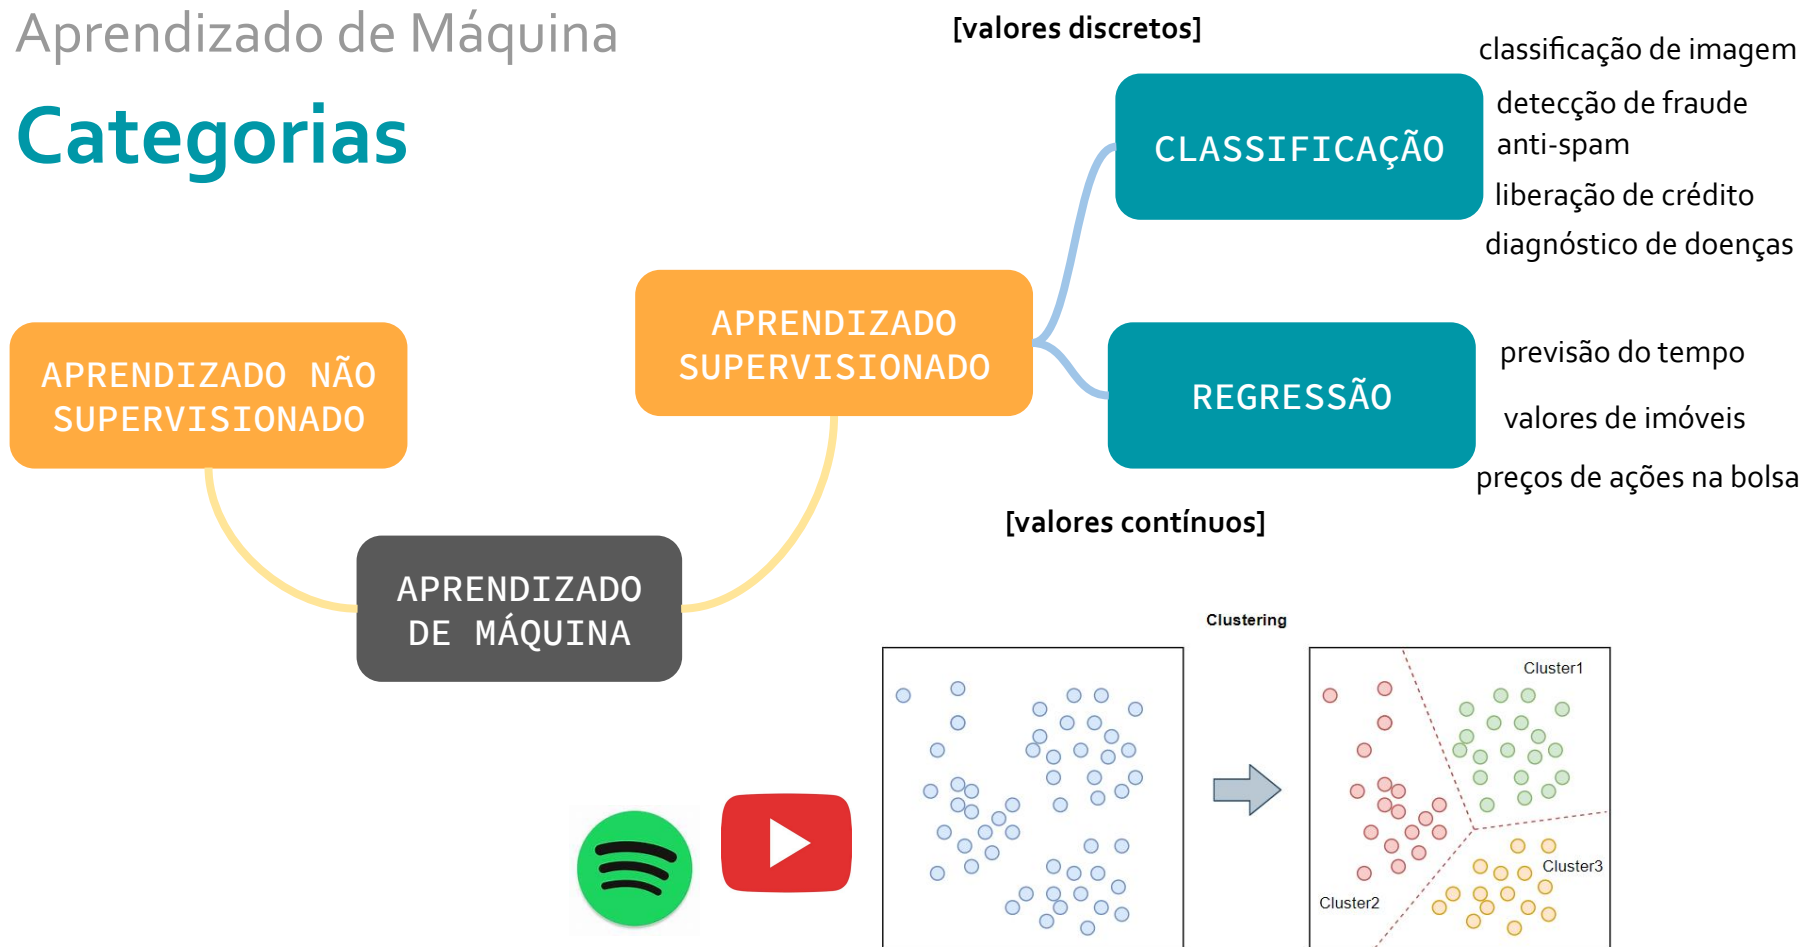 Aprendizado de Máquina
Categorias
[valores discretos]
CLASSIFICAÇÃO
classificação de imagem
detecção de fraude
anti-spam
liberação de crédito
diagnóstico de doenças
APRENDIZADO NÃO
SUPERVISIONADO
APRENDIZADO
SUPERVISIONADO
REGRESSÃO
previsão do tempo
valores de imóveis
preços de ações na bolsa
[valores contínuos]
APRENDIZADO
DE MÁQUINA
Clustering
Cluster1
Cluster3
Cluster2